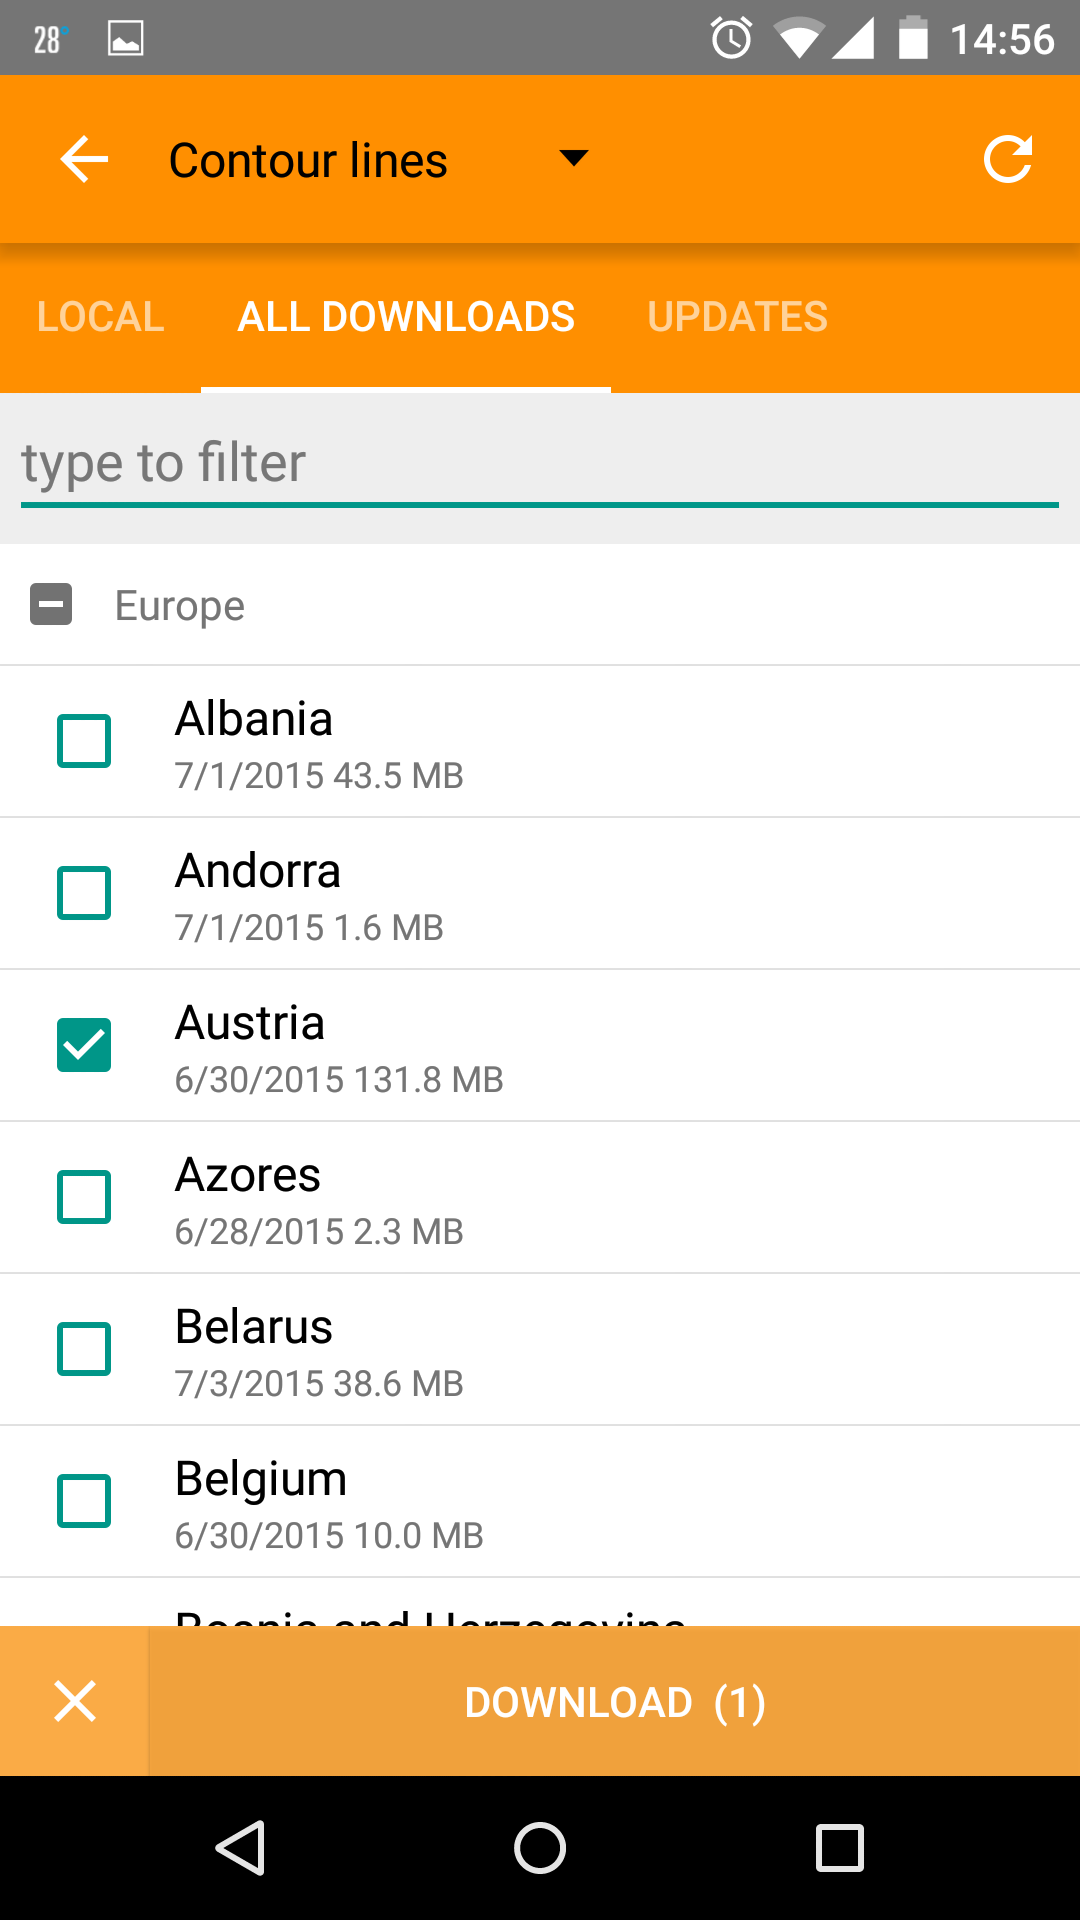 28°
14:56
Contour lines
LOCAL ALL DOWNLOADS UPDATES
type to filter
Europe
Albania
7/1/2015 43.5 MB
Andorra
7/1/2015 1.6 MB
Austria
6/30/2015 131.8 MB
Azores
6/28/2015 2.3 MB
Belarus
7/3/2015 38.6 MB
Belgium
6/30/2015 10.0 MB
Bosnia and Herzegovina
DOWNLOAD (1)